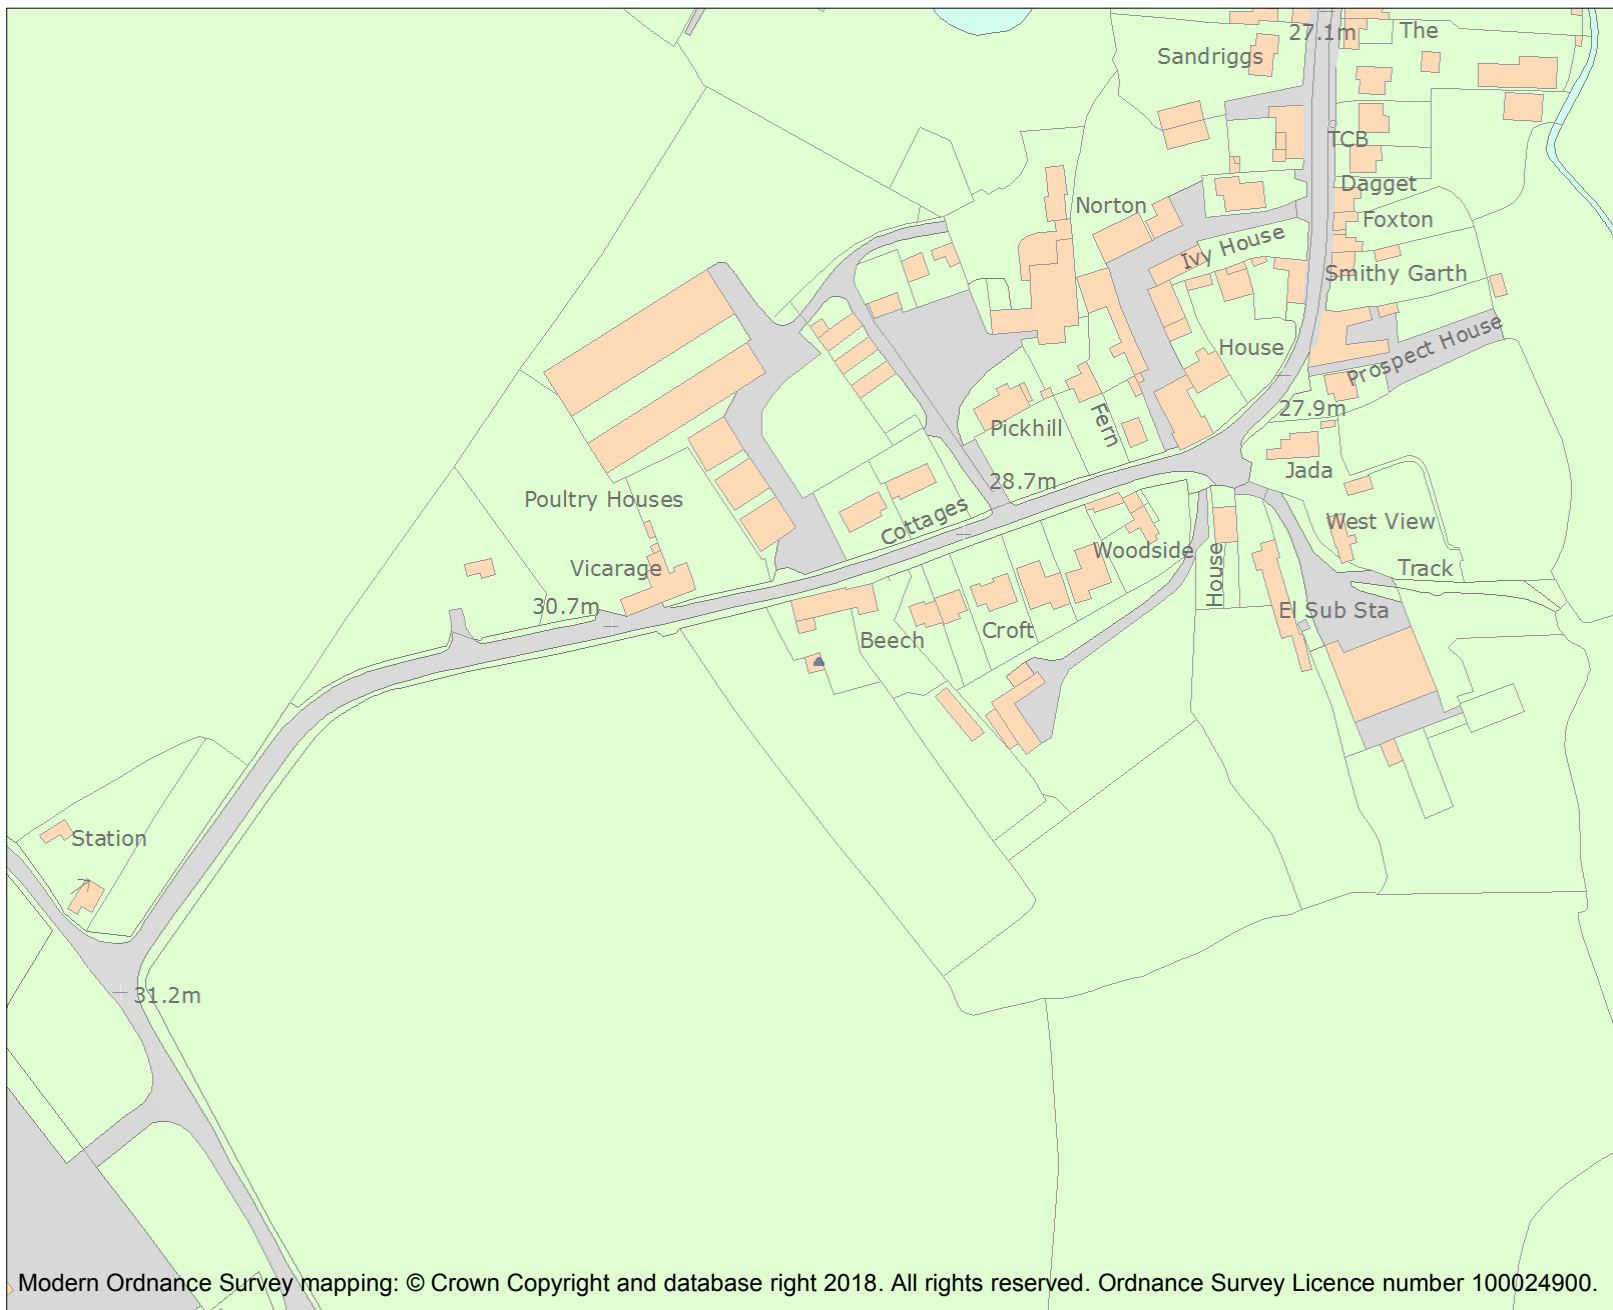 27.1m
The
Sandriggs
TCB
Dagget
Norton
Foxton
Ivy House
Smithy Garth
House
Prospect House
27.9m
Pickhill
Fern
Jada
28.7m
Poultry Houses
Cottages
West View
Woodside
House
Track
Vicarage
30.7m
El Sub Sta
Croft
Beech
Station
31.2m
Modern Ordnance Survey mapping: © Crown Copyright and database right 2018. All rights reserved. Ordnance Survey Licence number 100024900.